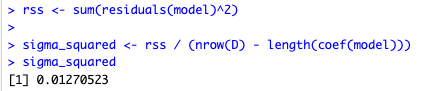 > rss <- sum(residuals(model)^2)
>
> sigma_squared <- rss / (nrow(D) - length(coef(model)))
> sigma_squared
[1] 0.01270523